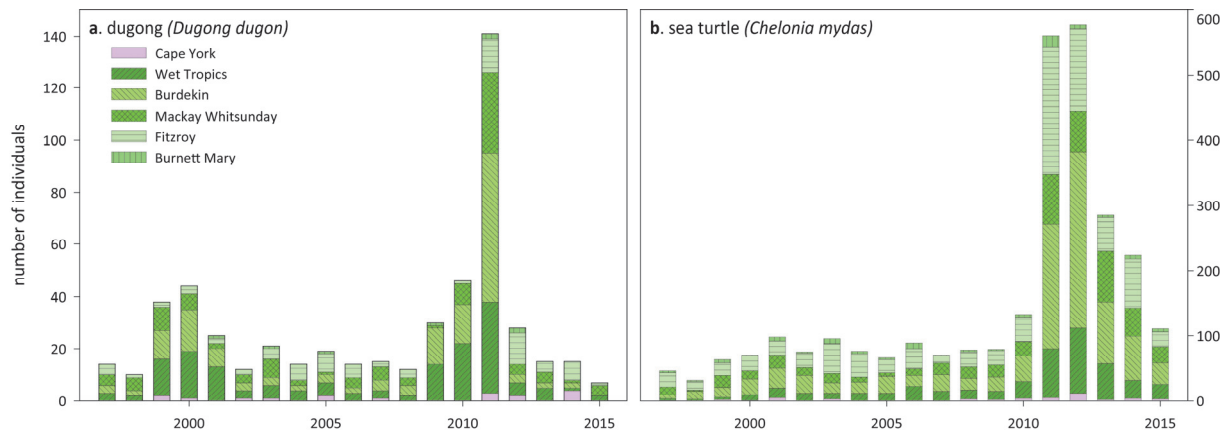 a. dugong (Dugong dugon)
Cape York
Wet Tropics
Burdekin
Mackay Whitsunday
Fitzroy
Burnett Mary
number of individuals
140
120
100
80
60
40
20
0
2000
2005
2010
2015
b. sea turtle (Chelonia mydas)
600
500
400
300
200
100
0
2000
2005
2010
2015